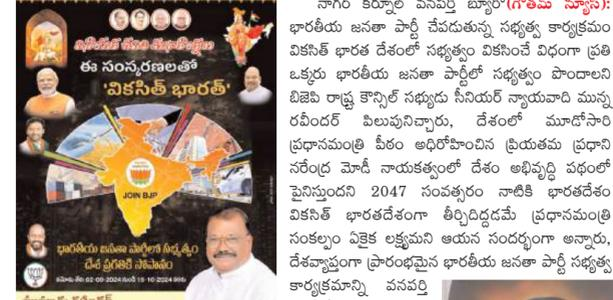 ఈ సంస్కరణలతో
'వికసిత్ భారత్'
JOIN BJP
భారతీయ జనతా పార్టీలో సభ్యత్వం
దేశ ప్రగతికి సోపానం
నాగర్ కర్నూల్ వనపర్తి బ్యూరో(గౌతమ్ న్యూస్):
భారతీయ జనతా పార్టీ చేపడుతున్న సభ్యత్వ కార్యక్రమం
వికసిత్ భారత దేశంలో సభ్యత్వం వికసించే విధంగా ప్రతి
ఒక్కరు భారతీయ జనతా పార్టీలో సభ్యత్వం పొందాలని
బిజెపి రాష్ట్ర కౌన్సిల్ సభ్యుడు సీనియర్ న్యాయవాది మున్న
రవీందర్ పిలుపునిచ్చారు, దేశంలో మూడోసారి
ప్రధానమంత్రి పీఠం అధిరోహించిన ప్రియతమ ప్రధాని
నరేంద్ర మోడీ నాయకత్వంలో దేశం అభివృద్ధి పథంలో
పైనిస్తుందని 2047 సంవత్సరం నాటికి భారతదేశం
వికసిత్ భారతదేశంగా తీర్చిదిద్దడమే ప్రధానమంత్రి
సంకల్పం ఏకైక లక్ష్యమని ఆయన సందర్భంగా అన్నారు,
దేశవ్యాప్తంగా ప్రారంభమైన భారతీయ జనతా పార్టీ సభ్యత్వ
కార్యక్రమాన్ని వనపర్తి